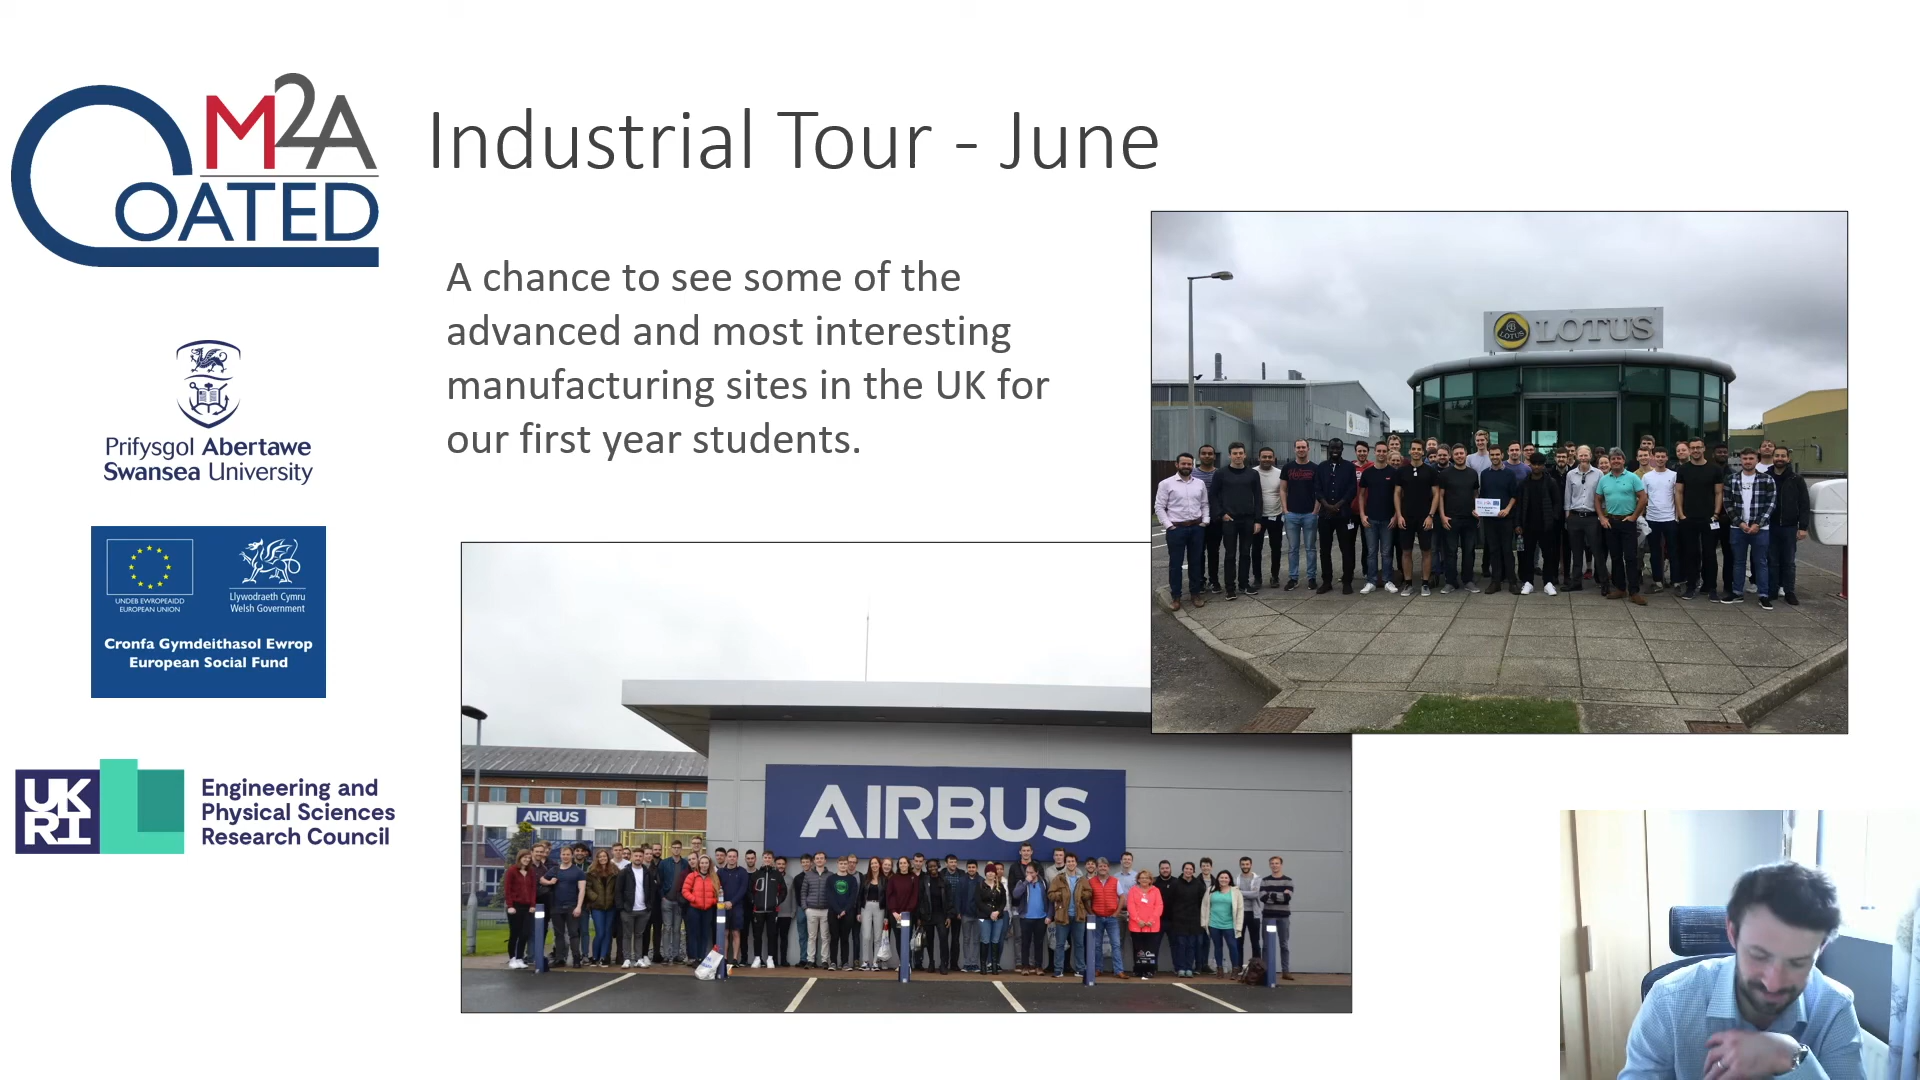 M2A
COATED
Industrial Tour - June
A chance to see some of the
advanced and most interesting
manufacturing sites in the UK for
our first year students.
Prifysgol Abertawe
Swansea University
UNDEB EWROPEAIDD
EUROPEAN UNION
Llywodraeth Cymru
Welsh Government
Cronfa Gymdeithasol Ewrop
European Social Fund
UK
RI
Engineering and
Physical Sciences
Research Council
LOTUS
LOTUS
AIRBUS
AIRBUS